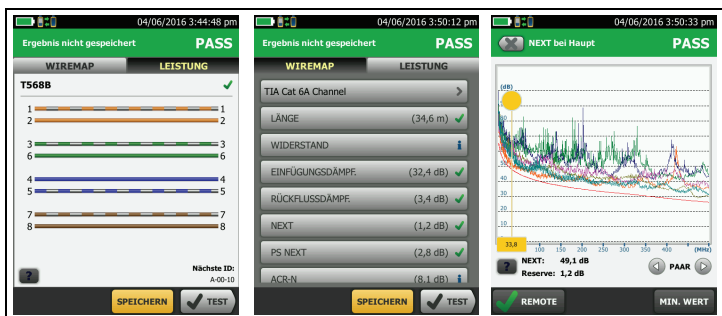 04/06/2016 3:44:48 pm
Ergebnis nicht gespeichert PASS
WIREMAP LEISTUNG
T568B
1 1
2 2
3 3
6 6
4 4
5 5
7 7
8 8
?
Nächste ID:
A-00-10
SPEICHERN TEST
04/06/2016 3:50:12 pm
Ergebnis nicht gespeichert PASS
WIREMAP LEISTUNG
TIA Cat 6A Channel
LÄNGE (34,6 m)
WIDERSTAND i
EINFÜGUNGSDÄMPF. (32,4 dB)
RÜCKFLUSSDÄMPF. (3,4 dB)
NEXT (1,2 dB)
PS NEXT (2,8 dB)
ACR-N (8,1 dB) i
SPEICHERN TEST
04/06/2016 3:50:33 pm
NEXT bei Haupt PASS
(dB)
50
40
30
20
10
0
33,8 100 150 200 250 300 350 400 (MHz)
? NEXT: 49,1 dB
Reserve: 1,2 dB
PAAR
REMOTE MIN. WERT